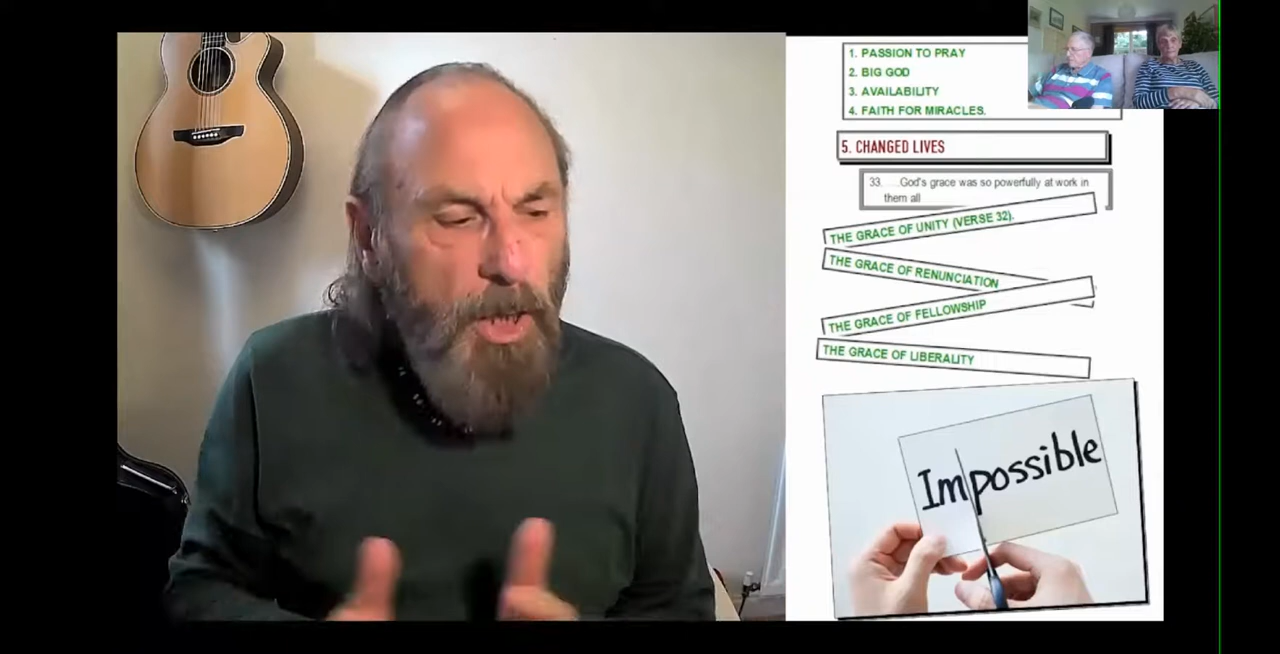 1. PASSION TO PRAY
2. BIG GOD
3. AVAILABILITY
4. FAITH FOR MIRACLES.
5. CHANGED LIVES
33. ....God's grace was so powerfully at work in
them all
THE GRACE OF UNITY (VERSE 32).
THE GRACE OF RENUNCIATION
THE GRACE OF FELLOWSHIP
THE GRACE OF LIBERALITY
Impossible